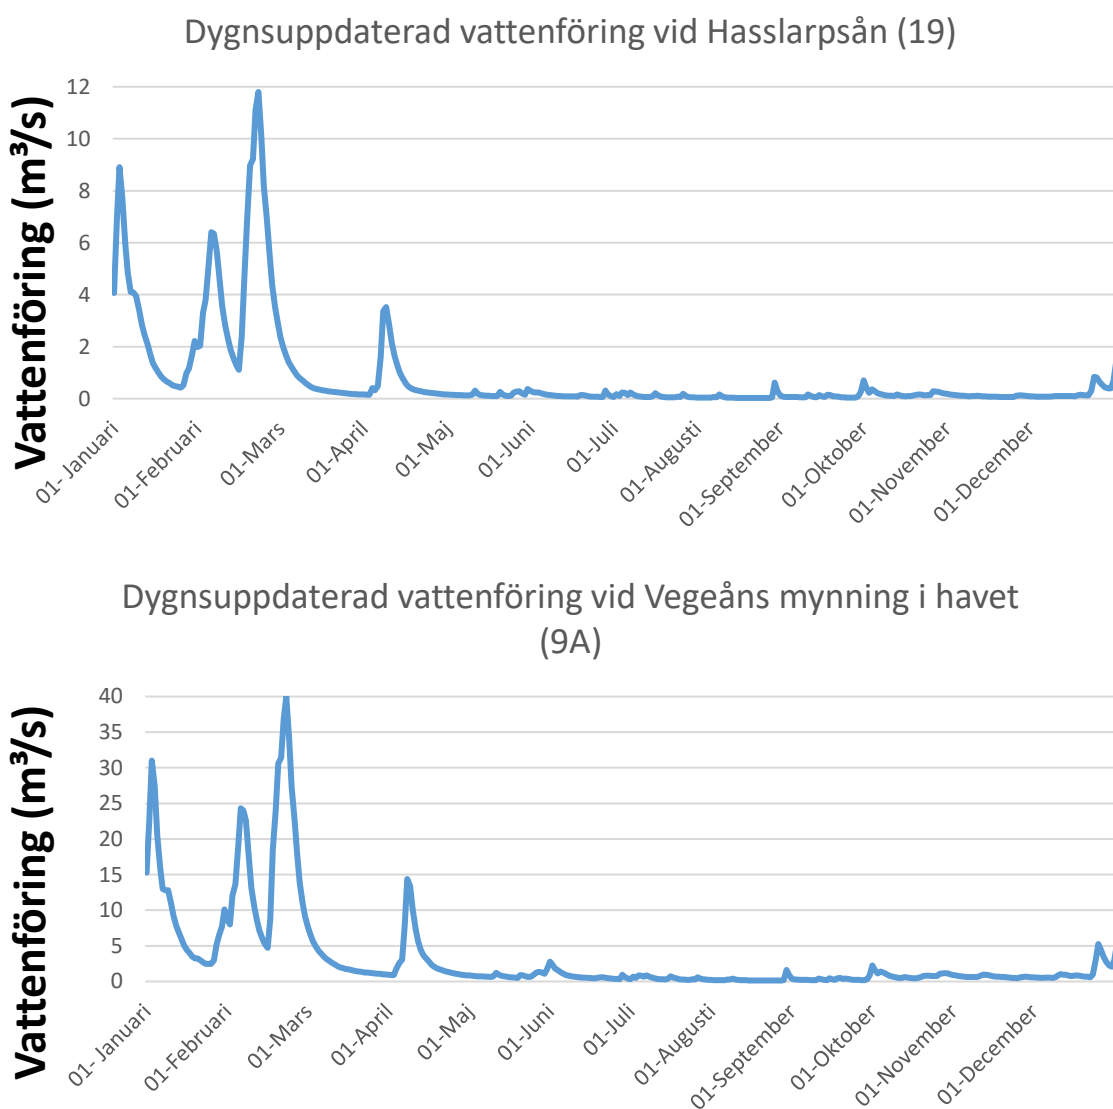 Dygnsuppdaterad vattenföring vid Hasslarpsån (19)
Vattenföring (m³/s)
12
10
8
6
4
2
0
01- Januari
01-Februari
01-Mars
01-April
01-Maj
01-Juni
01-Juli
01-Augusti
01-September
01-Oktober
01-November
01-December
Dygnsuppdaterad vattenföring vid Vegeåns mynning i havet
(9A)
Vattenföring (m³/s)
40
35
30
25
20
15
10
5
0
01- Januari
01-Februari
01-Mars
01-April
01-Maj
01-Juni
01-Juli
01-Augusti
01-September
01-Oktober
01-November
01-December